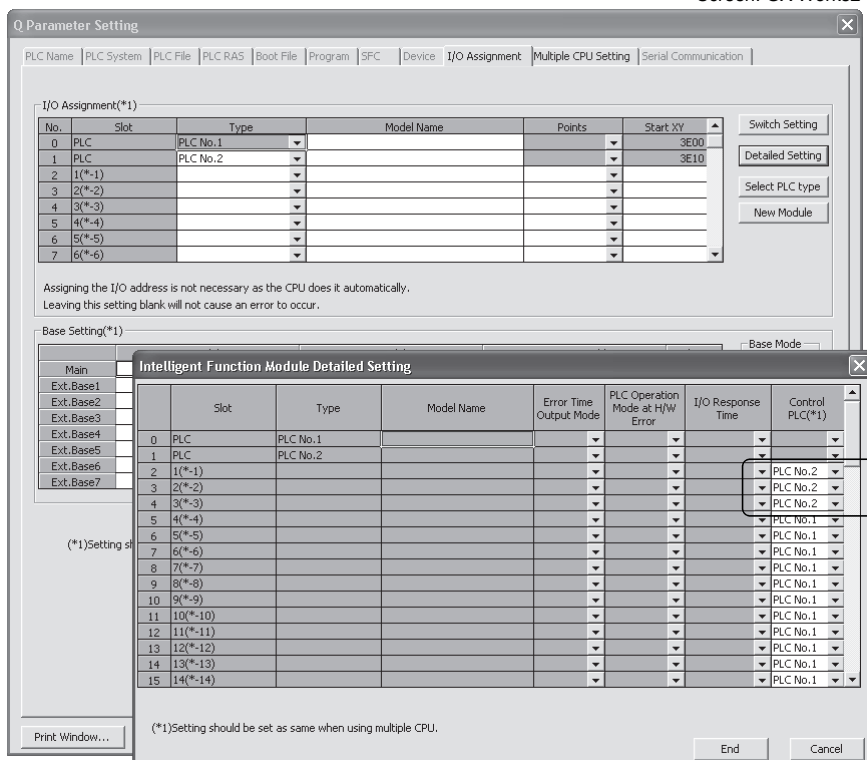 Q Parameter Setting
PLC Name PLC System PLC File PLC RAS Boot File Program SFC Device I/O Assignment Multiple CPU Setting Serial Communication
I/O Assignment(*1)
No. Slot Type Model Name Points Start XY
0 PLC PLC No.1 3E00
1 PLC PLC No.2 3E10
2 1(*-1)
3 2(*-2)
4 3(*-3)
5 4(*-4)
6 5(*-5)
7 6(*-6)
Switch Setting
Detailed Setting
Select PLC type
New Module
Assigning the I/O address is not necessary as the CPU does it automatically.
Leaving this setting blank will not cause an error to occur.
Base Setting(*1)
Base Mode
Main
Ext.Base1
Ext.Base2
Ext.Base3
Ext.Base4
Ext.Base5
Ext.Base6
Ext.Base7
(*1)Setting
Print Window...
Intelligent Function Module Detailed Setting
Slot Type Model Name Error Time Output Mode PLC Operation Mode at H/W Error I/O Response Time Control PLC(*1)
0 PLC PLC No.1
1 PLC PLC No.2
2 1(*-1) PLC No.2
3 2(*-2) PLC No.2
4 3(*-3) PLC No.2
5 4(*-4) PLC No.1
6 5(*-5) PLC No.1
7 6(*-6) PLC No.1
8 7(*-7) PLC No.1
9 8(*-8) PLC No.1
10 9(*-9) PLC No.1
11 10(*-10) PLC No.1
12 11(*-11) PLC No.1
13 12(*-12) PLC No.1
14 13(*-13) PLC No.1
15 14(*-14) PLC No.1
(*1)Setting should be set as same when using multiple CPU.
End Cancel